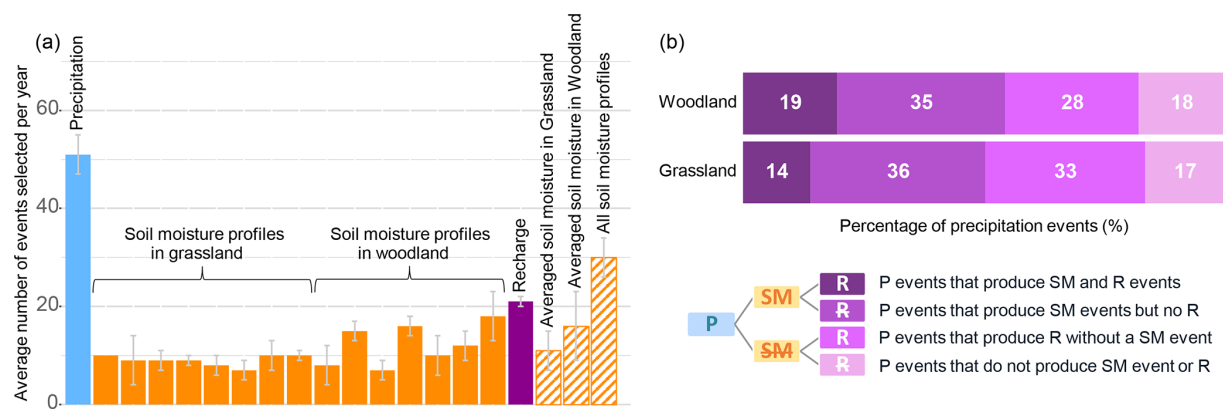 (a)
Average number of events selected per year
60
40
20
0
Precipitation
Soil moisture profiles
in grassland
Soil moisture profiles
in woodland
Recharge
Averaged soil moisture in Grassland
Averaged soil moisture in Woodland
All soil moisture profiles
(b)
Woodland 19 35 28 18
Grassland 14 36 33 17
Percentage of precipitation events (%)
P
SM
R P events that produce SM and R events
R P events that produce SM events but no R
SM
R P events that produce R without a SM event
R P events that do not produce SM event or R